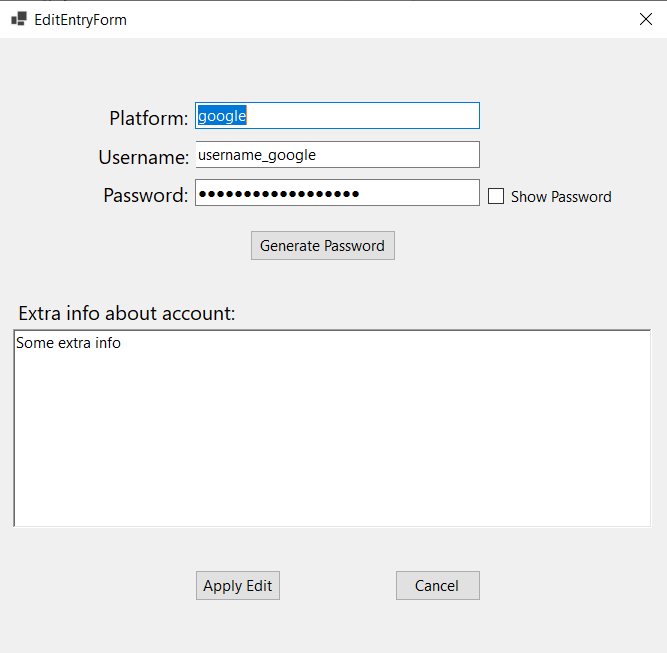 EditEntryForm
Platform: google
Username: username_google
Password: ●●●●●●●●●●●●●●●●●● Show Password
Generate Password
Extra info about account:
Some extra info
Apply Edit Cancel